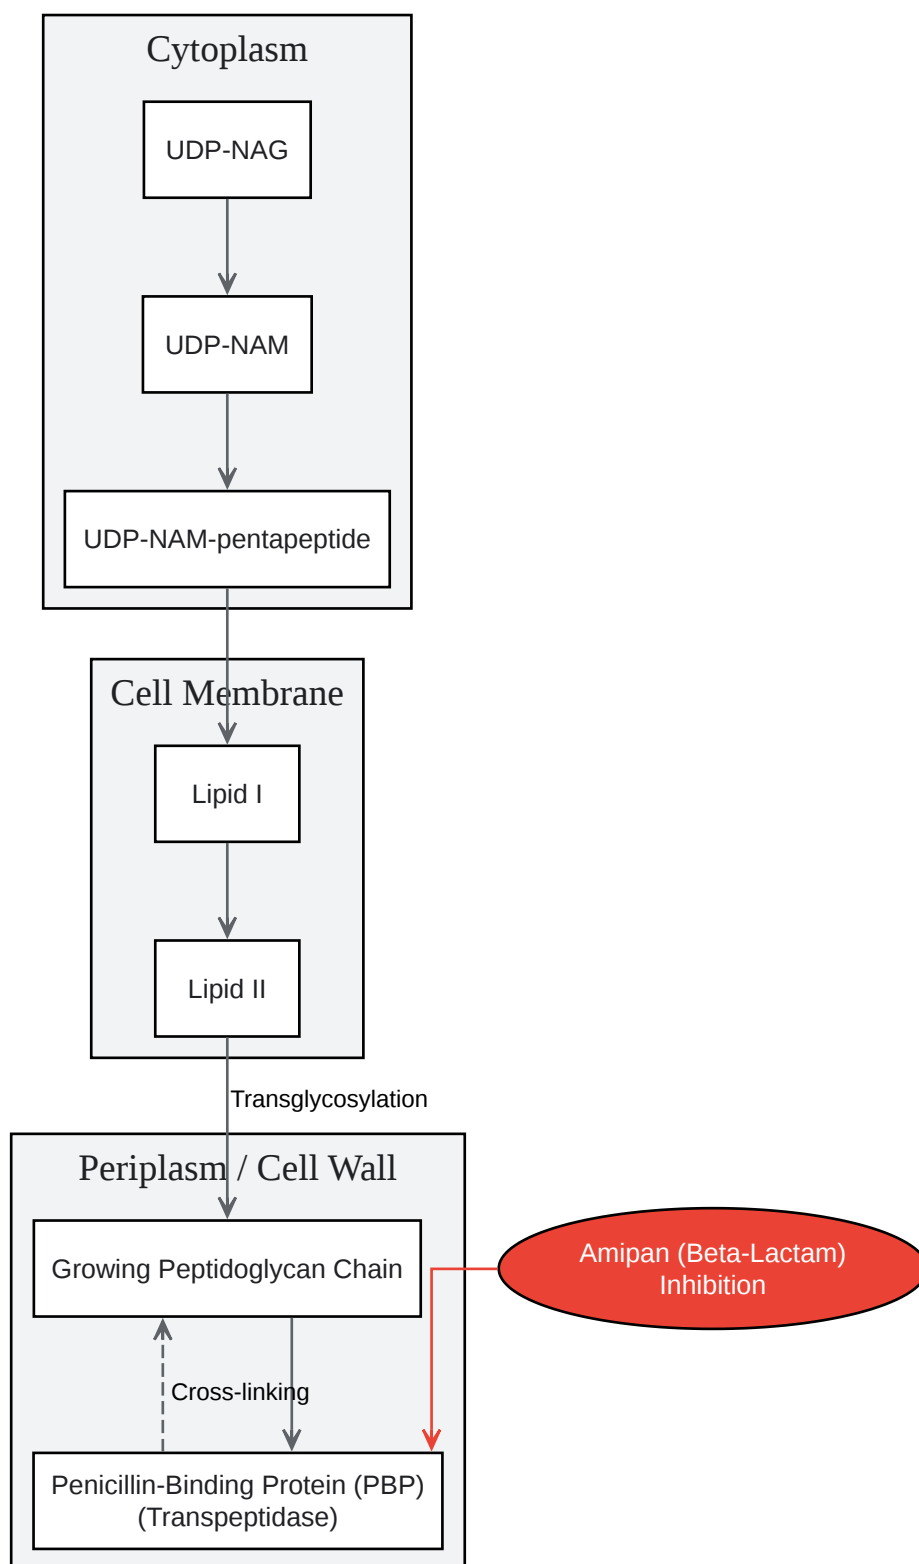 Cytoplasm
UDP-NAG
UDP-NAM
UDP-NAM-pentapeptide
Cell Membrane
Lipid I
Lipid II
Transglycosylation
Periplasm / Cell Wall
Growing Peptidoglycan Chain
Amipan (Beta-Lactam)
Inhibition
Cross-linking
Penicillin-Binding Protein (PBP)
(Transpeptidase)